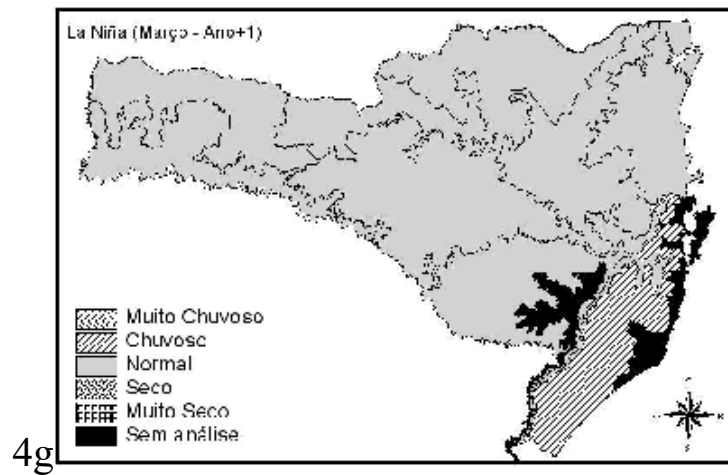 La Niña (Março - Ano+1)
Muito Chuvoso
Chuvoso
Normal
Seco
Muito Seco
Sem análise
4g